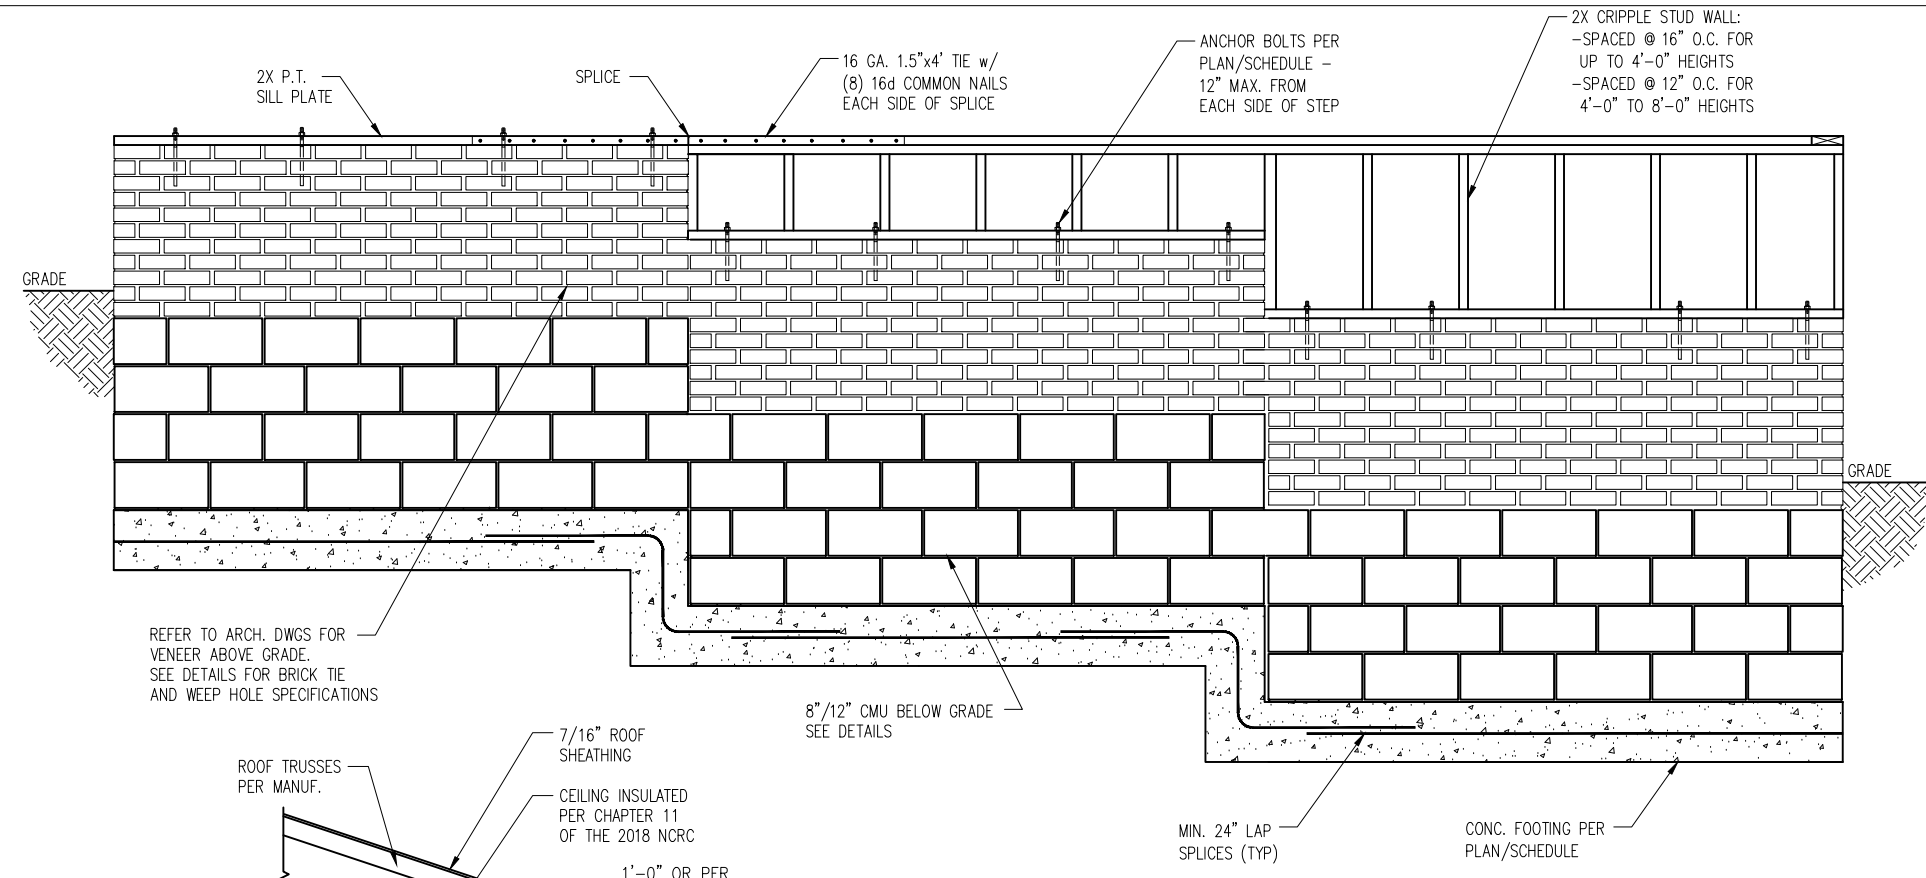 2X P.T.
SILL PLATE
SPLICE
16 GA. 1.5"x4' TIE w/
(8) 16d COMMON NAILS
EACH SIDE OF SPLICE
ANCHOR BOLTS PER
PLAN/SCHEDULE -
12" MAX. FROM
EACH SIDE OF STEP
2X CRIPPLE STUD WALL:
-SPACED @ 16" O.C. FOR
UP TO 4'-0" HEIGHTS
-SPACED @ 12" O.C. FOR
4'-0" TO 8'-0" HEIGHTS
GRADE
GRADE
REFER TO ARCH. DWGS FOR
VENEER ABOVE GRADE.
SEE DETAILS FOR BRICK TIE
AND WEEP HOLE SPECIFICATIONS
8"/12" CMU BELOW GRADE
SEE DETAILS
MIN. 24" LAP
SPLICES (TYP)
CONC. FOOTING PER
PLAN/SCHEDULE
7/16" ROOF
SHEATHING
ROOF TRUSSES
PER MANUF.
CEILING INSULATED
PER CHAPTER 11
OF THE 2018 NCRC
1'-0" OR PER